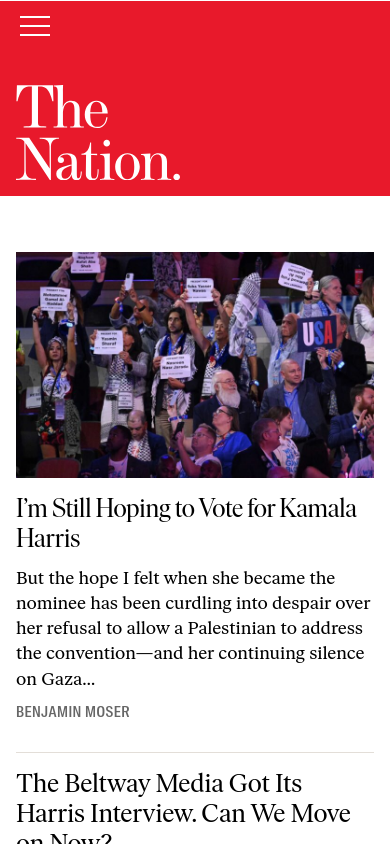 The
Nation.
USA
I'm Still Hoping to Vote for Kamala
Harris
But the hope I felt when she became the
nominee has been curdling into despair over
her refusal to allow a Palestinian to address
the convention—and her continuing silence
on Gaza...
BENJAMIN MOSER
The Beltway Media Got Its
Harris Interview. Can We Move
on Now?